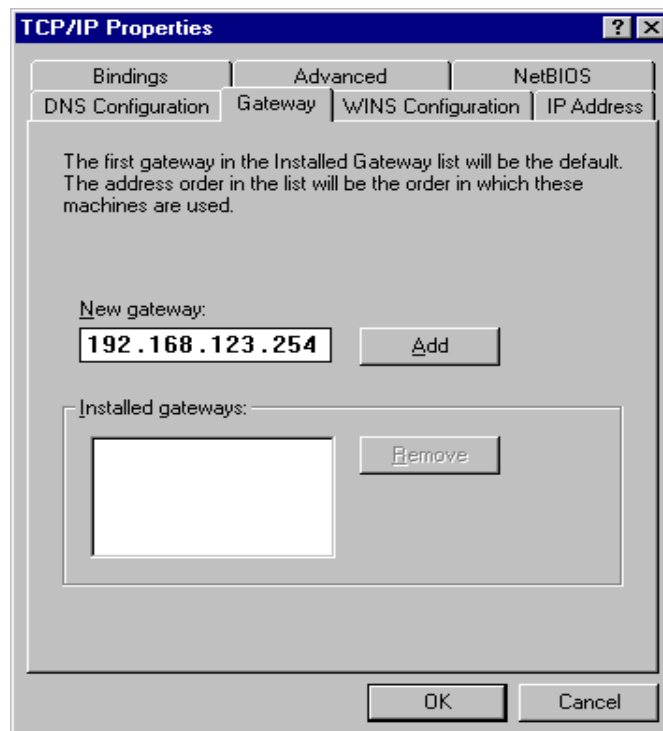 TCP/IP Properties
? ×
Bindings Advanced NetBIOS
DNS Configuration Gateway WINS Configuration IP Address
The first gateway in the Installed Gateway list will be the default.
The address order in the list will be the order in which these
machines are used.
New gateway:
192.168.123.254 Add
Installed gateways:
Remove
OK Cancel